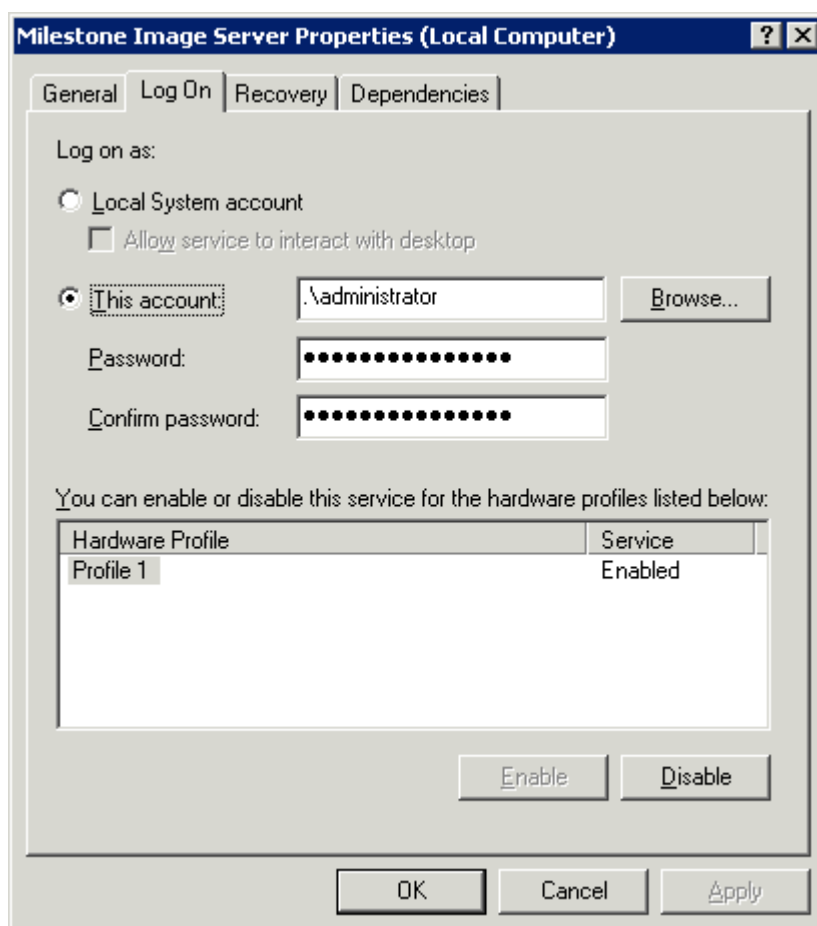 Milestone Image Server Properties (Local Computer)
General Log On Recovery Dependencies
Log on as:
Local System account
Allow service to interact with desktop
This account: .\administrator Browse...
Password: ●●●●●●●●●●●●●●●
Confirm password: ●●●●●●●●●●●●●●●
You can enable or disable this service for the hardware profiles listed below:
Hardware Profile Service
Profile 1 Enabled
Enable Disable
OK Cancel Apply